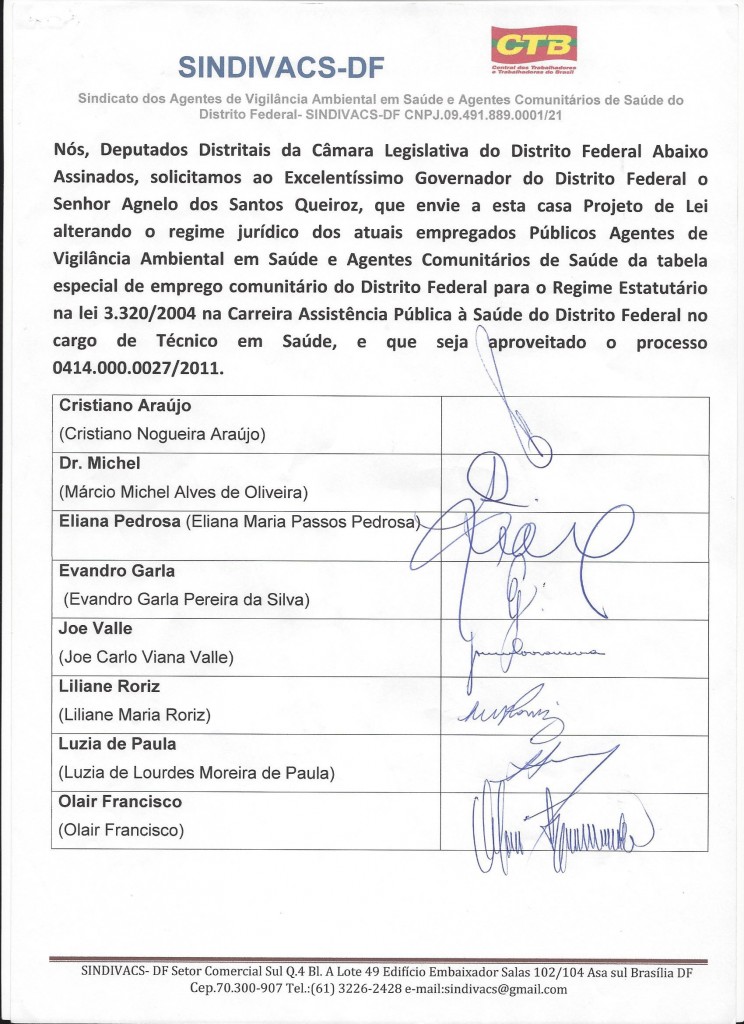 SINDIVACS-DF
CTB
Central dos Trabalhadores
e Trabalhadoras do Brasil
Sindicato dos Agentes de Vigilância Ambiental em Saúde e Agentes Comunitários de Saúde do
Distrito Federal- SINDIVACS-DF CNPJ.09.491.889.0001/21
Nós, Deputados Distritais da Câmara Legislativa do Distrito Federal Abaixo
Assinados, solicitamos ao Excelentíssimo Governador do Distrito Federal o
Senhor Agnelo dos Santos Queiroz, que envie a esta casa Projeto de Lei
alterando o regime jurídico dos atuais empregados Públicos Agentes de
Vigilância Ambiental em Saúde e Agentes Comunitários de Saúde da tabela
especial de emprego comunitário do Distrito Federal para o Regime Estatutário
na lei 3.320/2004 na Carreira Assistência Pública à Saúde do Distrito Federal no
cargo de Técnico em Saúde, e que seja aproveitado o processo
0414.000.0027/2011.
Cristiano Araújo
(Cristiano Nogueira Araújo)
Dr. Michel
(Márcio Michel Alves de Oliveira)
Eliana Pedrosa (Eliana Maria Passos Pedrosa)
Evandro Garla
(Evandro Garla Pereira da Silva)
Joe Valle
(Joe Carlo Viana Valle)
Liliane Roriz
(Liliane Maria Roriz)
Luzia de Paula
(Luzia de Lourdes Moreira de Paula)
Olair Francisco
(Olair Francisco)
SINDIVACS- DF Setor Comercial Sul Q.4 Bl. A Lote 49 Edifício Embaixador Salas 102/104 Asa sul Brasília DF
Cep.70.300-907 Tel.:(61) 3226-2428 e-mail:sindivacs@gmail.com